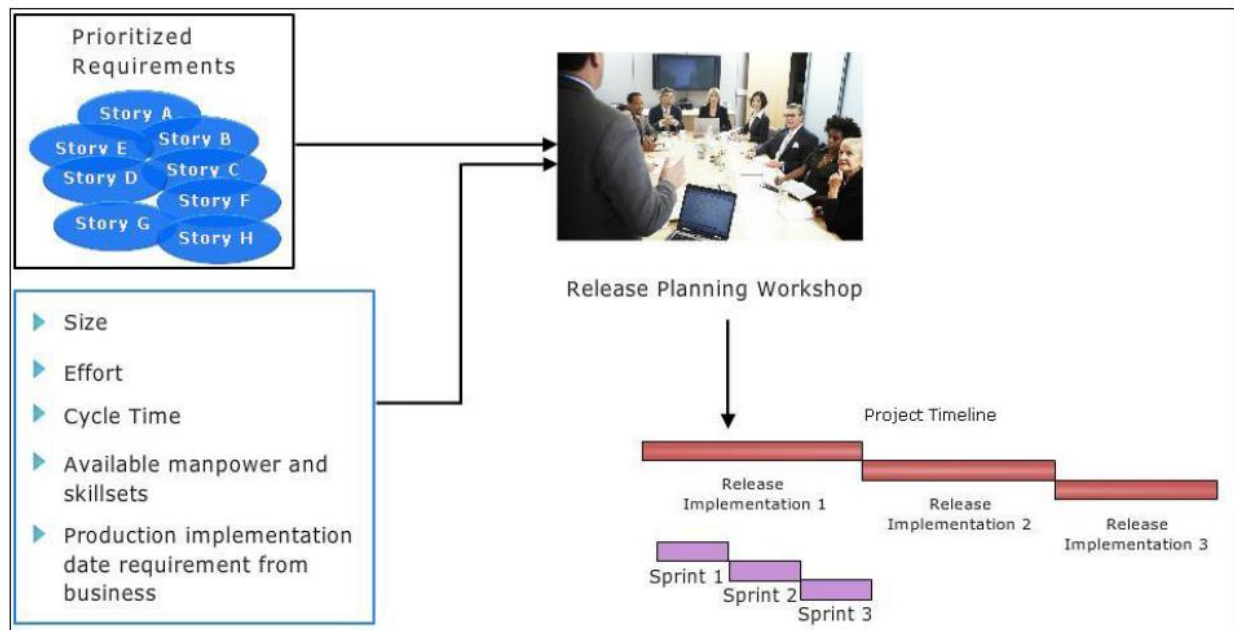 Prioritized
Requirements
Story A
Story B
Story E
Story C
Story D
Story F
Story G
Story H
Size
Effort
Cycle Time
Available manpower and
skillsets
Production implementation
date requirement from
business
Release Planning Workshop
Project Timeline
Release
Implementation 1
Release
Implementation 2
Release
Implementation 3
Sprint 1
Sprint 2
Sprint 3